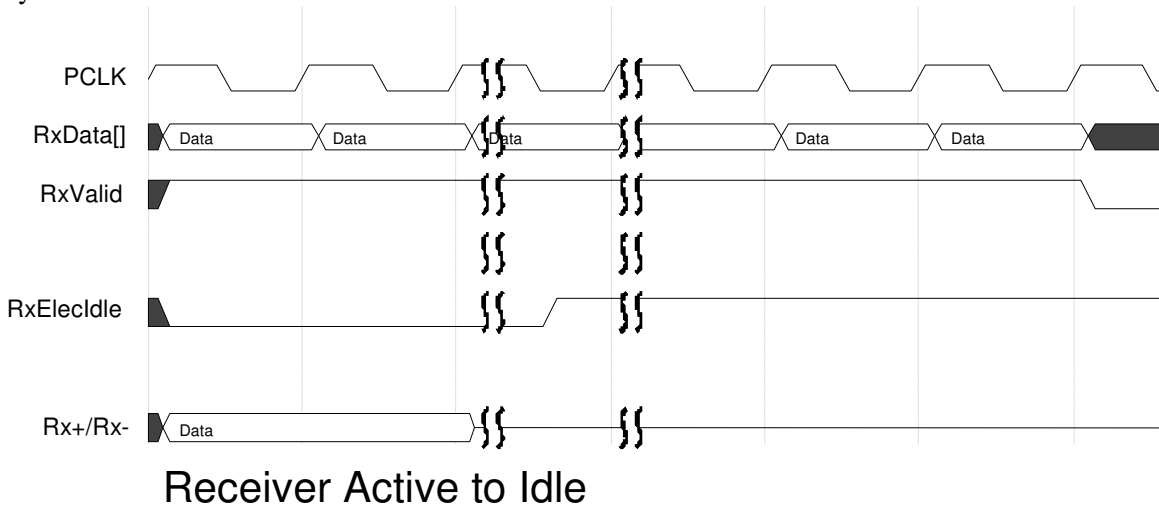 PCLK
RxData[] Data Data Data Data Data
RxValid
RxElecIdle
Rx+/Rx- Data
Receiver Active to Idle